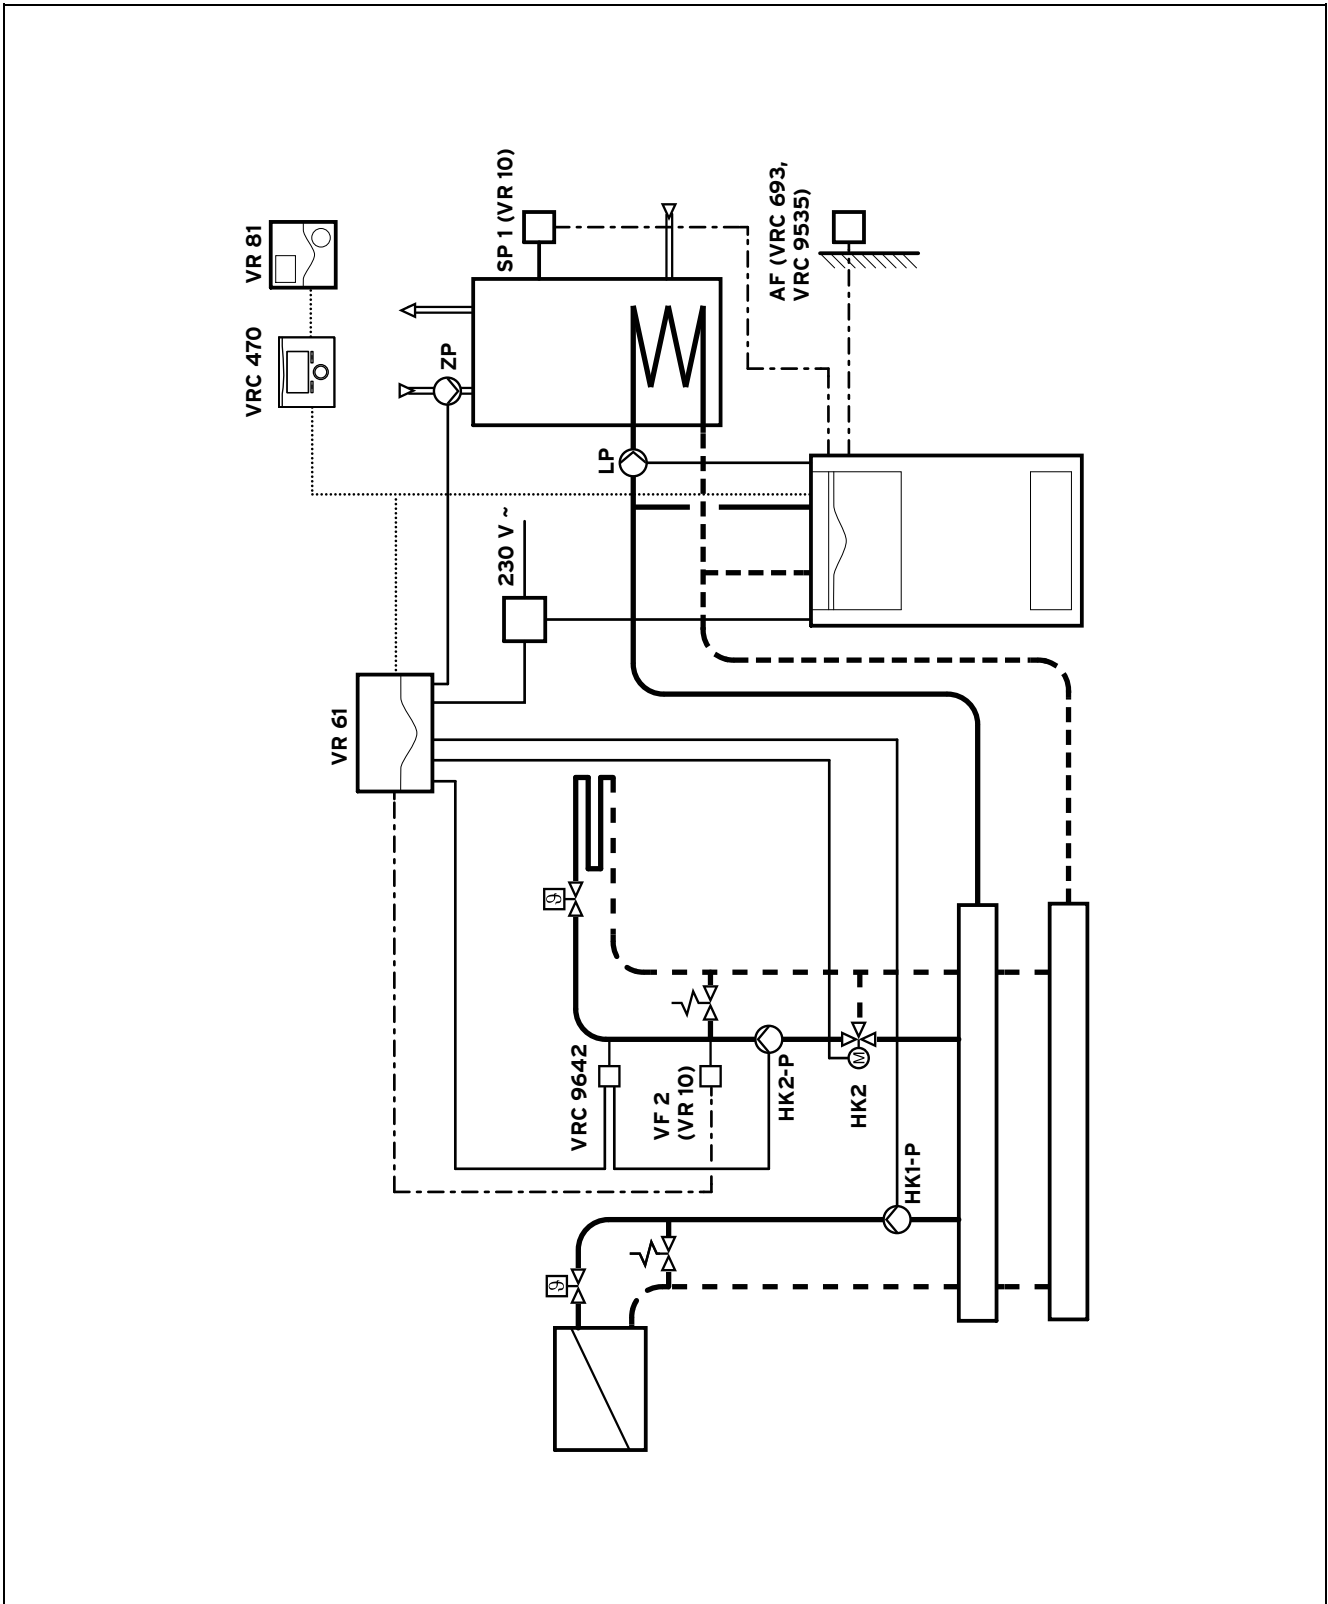 VR 81
VRC 470
SP 1 (VR 10)
ZP
AF (VRC 693,
VRC 9535)
LP
230 V ~
VR 61
ϑ
VRC 9642
VF 2
(VR 10)
HK2-P
M
HK2
HK1-P
ϑ